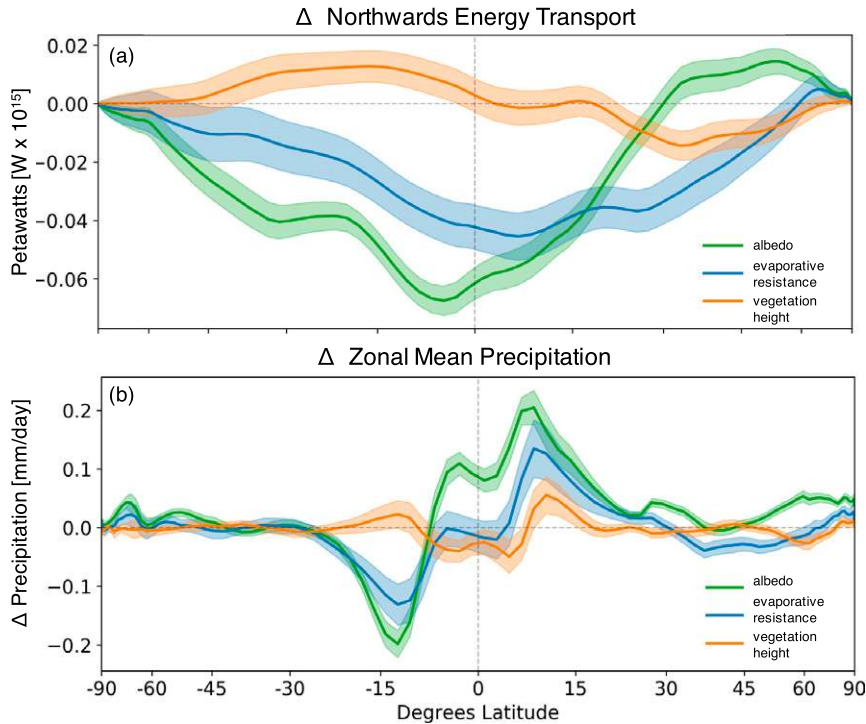 Δ Northwards Energy Transport
(a)
0.02
0.00
−0.02
−0.04
−0.06
Petawatts [W x 10¹⁵]
albedo
evaporative
resistance
vegetation
height
Δ Zonal Mean Precipitation
(b)
0.2
0.1
0.0
−0.1
−0.2
Δ Precipitation [mm/day]
albedo
evaporative
resistance
vegetation
height
-90 -60 -45 -30 -15 0 15 30 45 60 90
Degrees Latitude